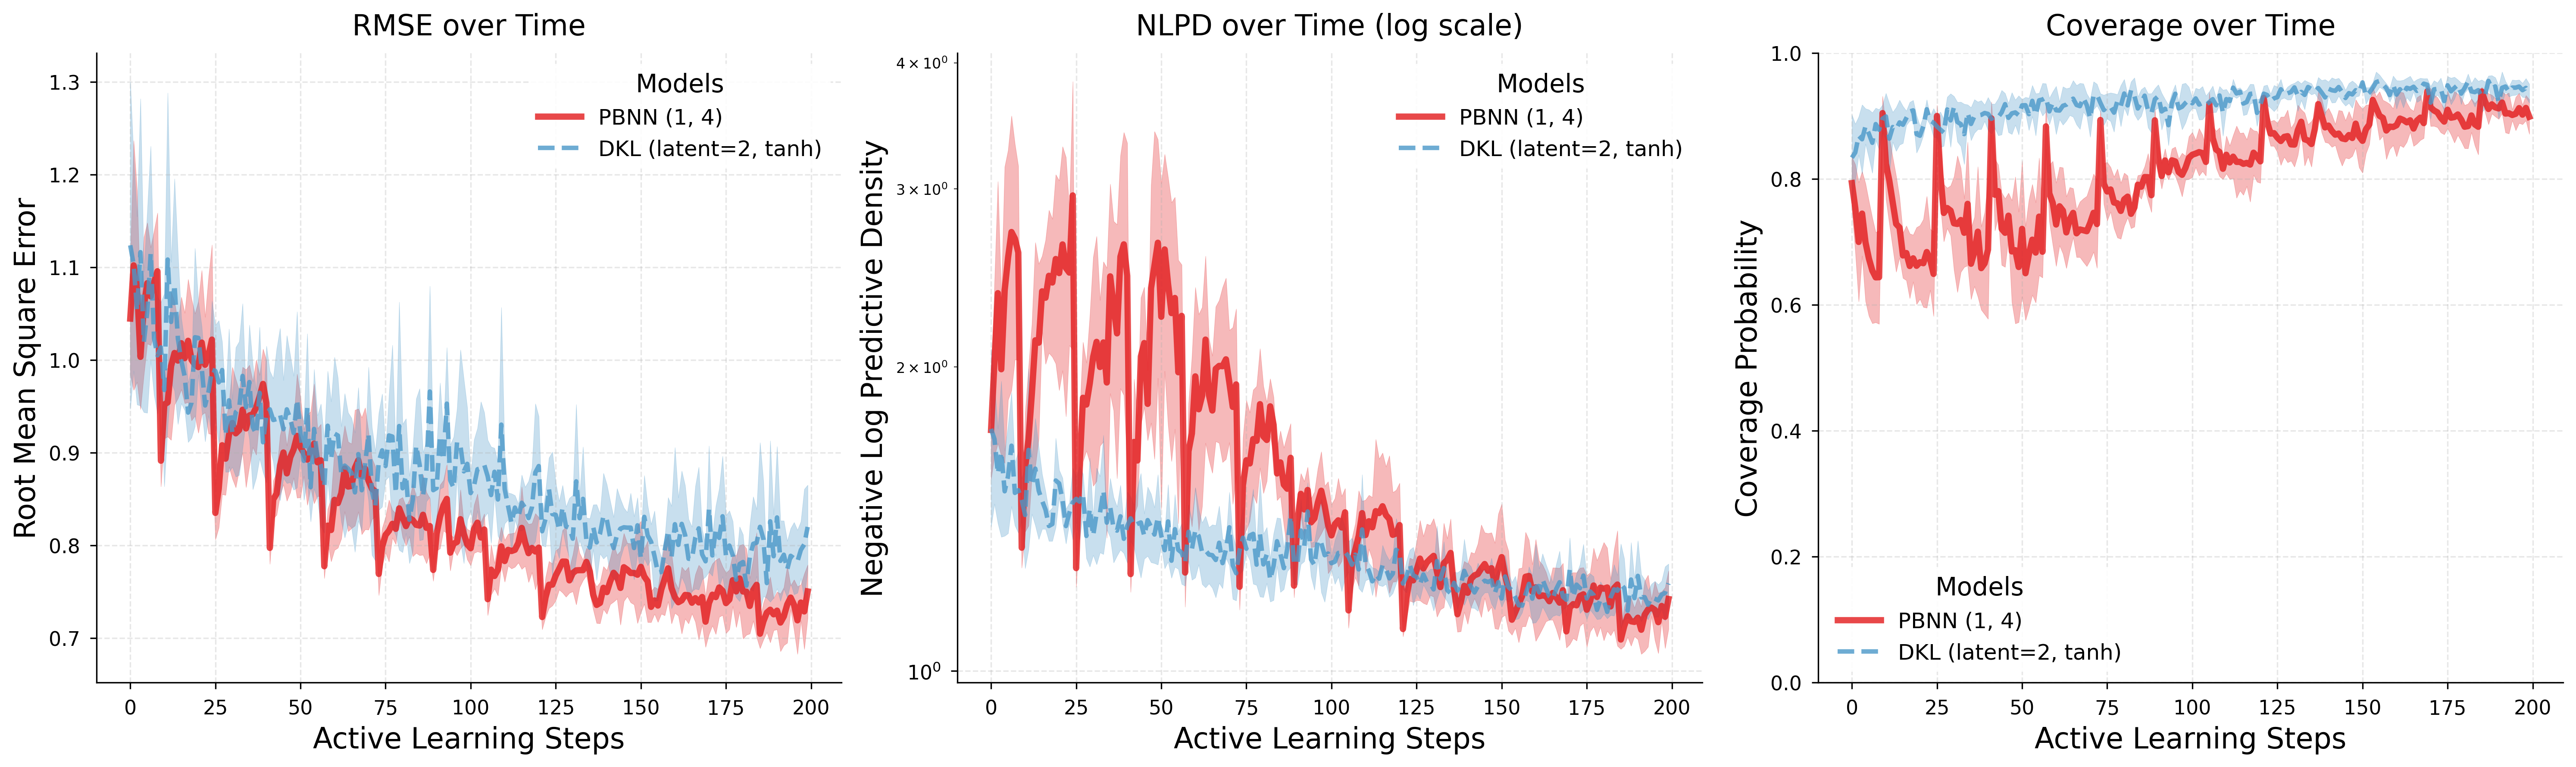 RMSE over Time
Root Mean Square Error
1.3
1.2
1.1
1.0
0.9
0.8
0.7
Models
PBNN (1, 4)
DKL (latent=2, tanh)
0 25 50 75 100 125 150 175 200
Active Learning Steps
NLPD over Time (log scale)
Negative Log Predictive Density
4 × 10⁰
3 × 10⁰
2 × 10⁰
10⁰
Models
PBNN (1, 4)
DKL (latent=2, tanh)
0 25 50 75 100 125 150 175 200
Active Learning Steps
Coverage over Time
Coverage Probability
1.0
0.8
0.6
0.4
0.2
0.0
Models
PBNN (1, 4)
DKL (latent=2, tanh)
0 25 50 75 100 125 150 175 200
Active Learning Steps